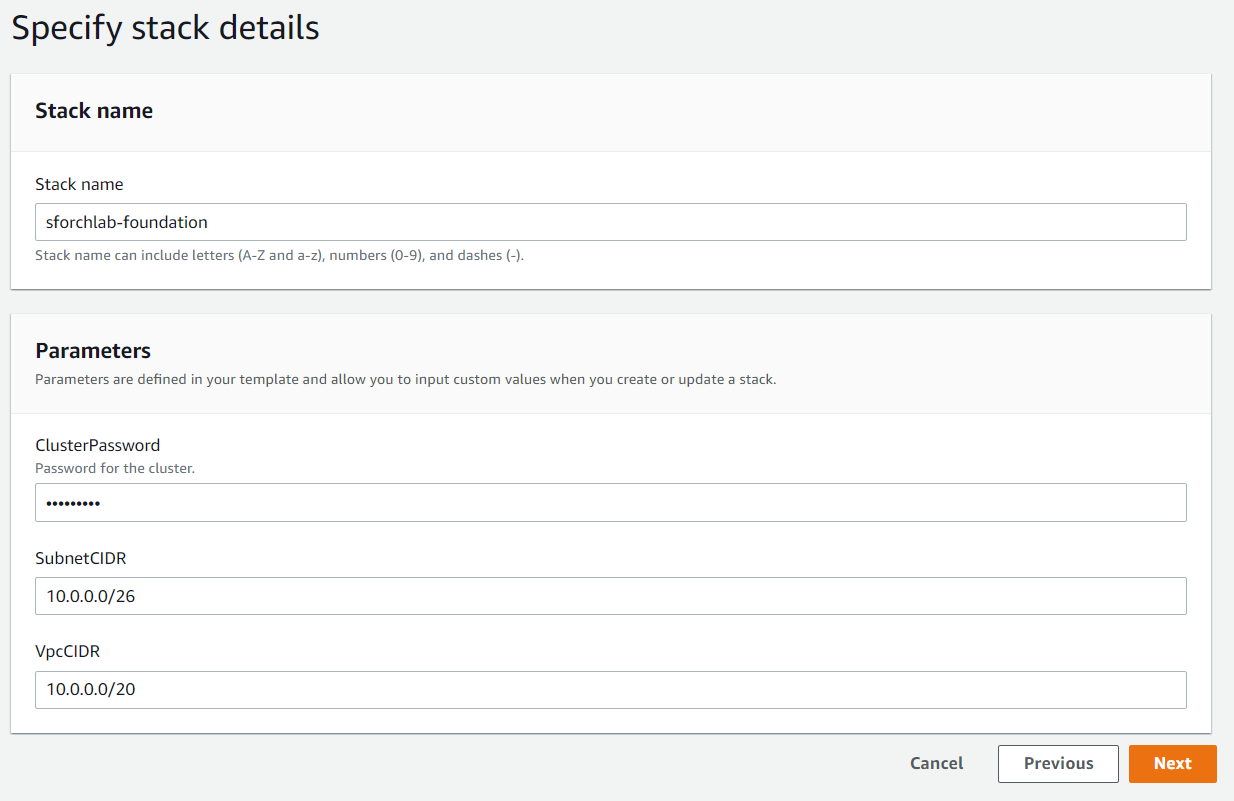 Specify stack details
Stack name
Stack name
sforchlab-foundation
Stack name can include letters (A-Z and a-z), numbers (0-9), and dashes (-).
Parameters
Parameters are defined in your template and allow you to input custom values when you create or update a stack.
ClusterPassword
Password for the cluster.
•••••••••
SubnetCIDR
10.0.0.0/26
VpcCIDR
10.0.0.0/20
Cancel Previous Next